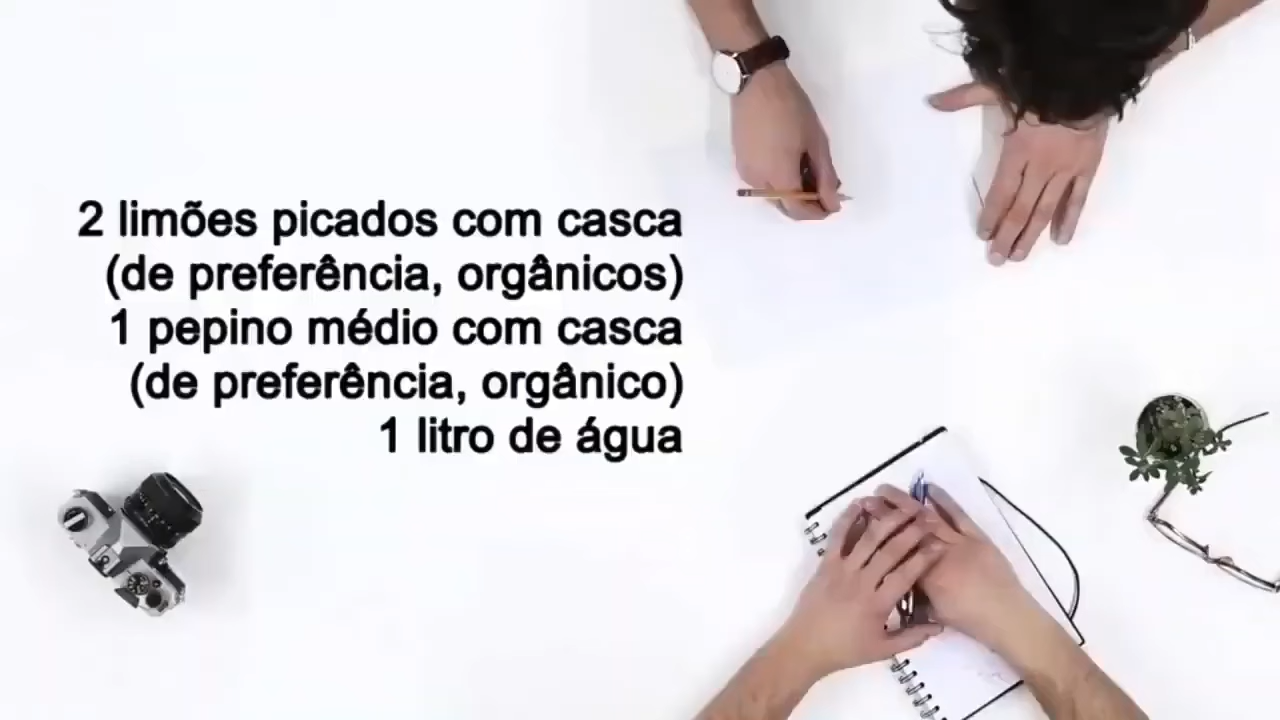 2 limões picados com casca
(de preferência, orgânicos)
1 pepino médio com casca
(de preferência, orgânico)
1 litro de água